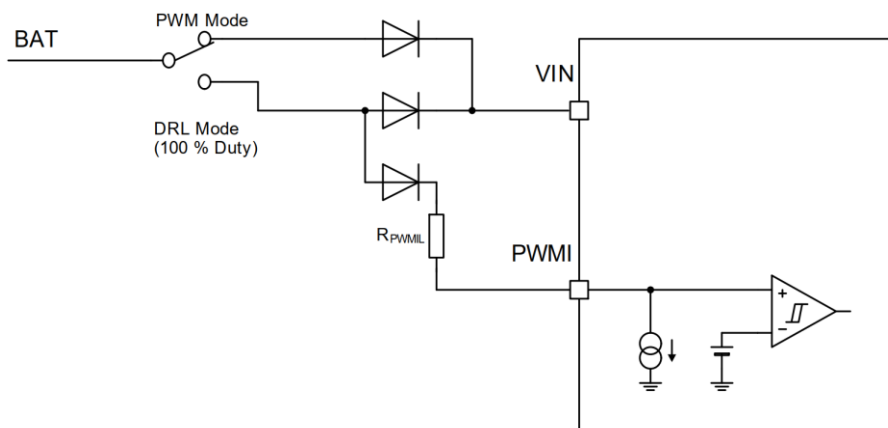 PWM Mode
BAT
VIN
DRL Mode
(100 % Duty)
RPWMIL
PWMI
+
−